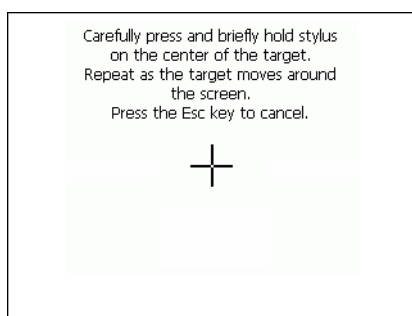 Carefully press and briefly hold stylus
on the center of the target.
Repeat as the target moves around
the screen.
Press the Esc key to cancel.